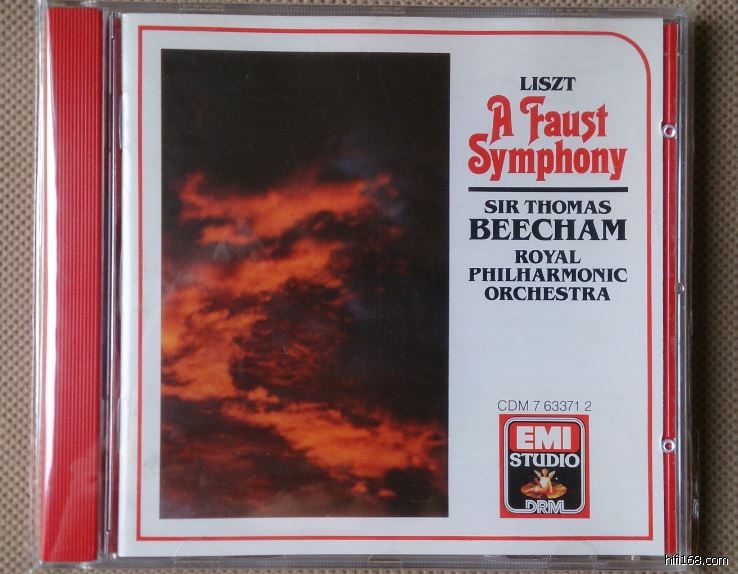 LISZT
A Faust
Symphony
SIR THOMAS
BEECHAM
ROYAL
PHILHARMONIC
ORCHESTRA
CDM 7 63371 2
EMI
STUDIO
DRM
hifi168.com